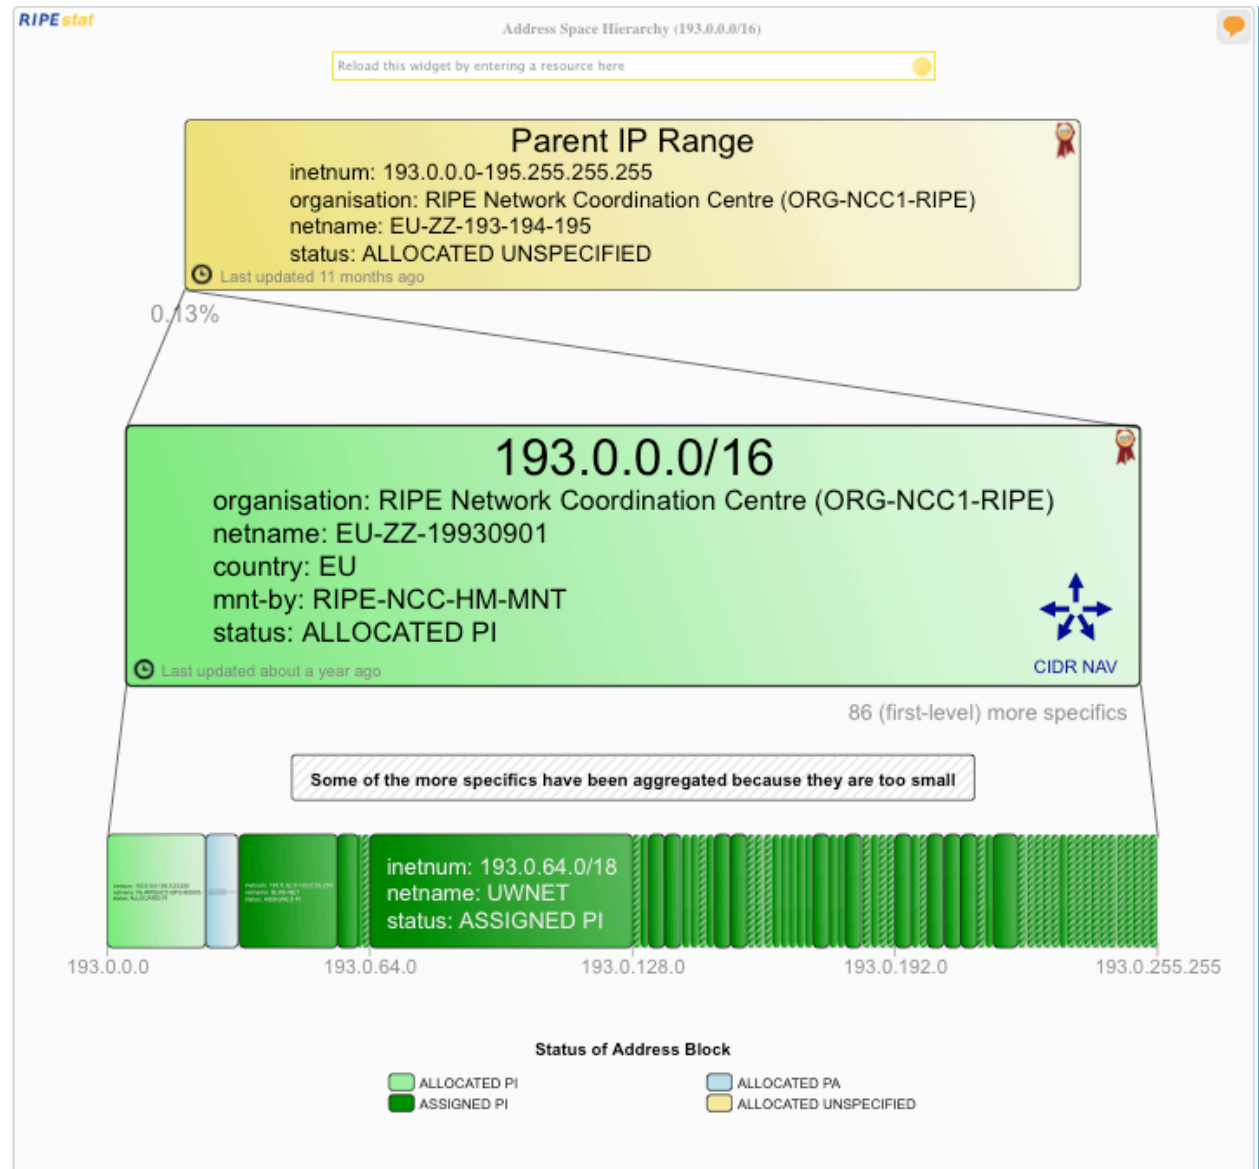 RIPEstat
Address Space Hierarchy (193.0.0.0/16)
Reload this widget by entering a resource here
Parent IP Range
inetnum: 193.0.0.0-195.255.255.255
organisation: RIPE Network Coordination Centre (ORG-NCC1-RIPE)
netname: EU-ZZ-193-194-195
status: ALLOCATED UNSPECIFIED
Last updated 11 months ago
0.13%
193.0.0.0/16
organisation: RIPE Network Coordination Centre (ORG-NCC1-RIPE)
netname: EU-ZZ-19930901
country: EU
mnt-by: RIPE-NCC-HM-MNT
status: ALLOCATED PI
CIDR NAV
Last updated about a year ago
86 (first-level) more specifics
Some of the more specifics have been aggregated because they are too small
status: ALLOCATED PI
status: ASSIGNED PI
inetnum: 193.0.64.0/18
netname: UWNET
status: ASSIGNED PI
193.0.0.0
193.0.64.0
193.0.128.0
193.0.192.0
193.0.255.255
Status of Address Block
ALLOCATED PI
ALLOCATED PA
ASSIGNED PI
ALLOCATED UNSPECIFIED